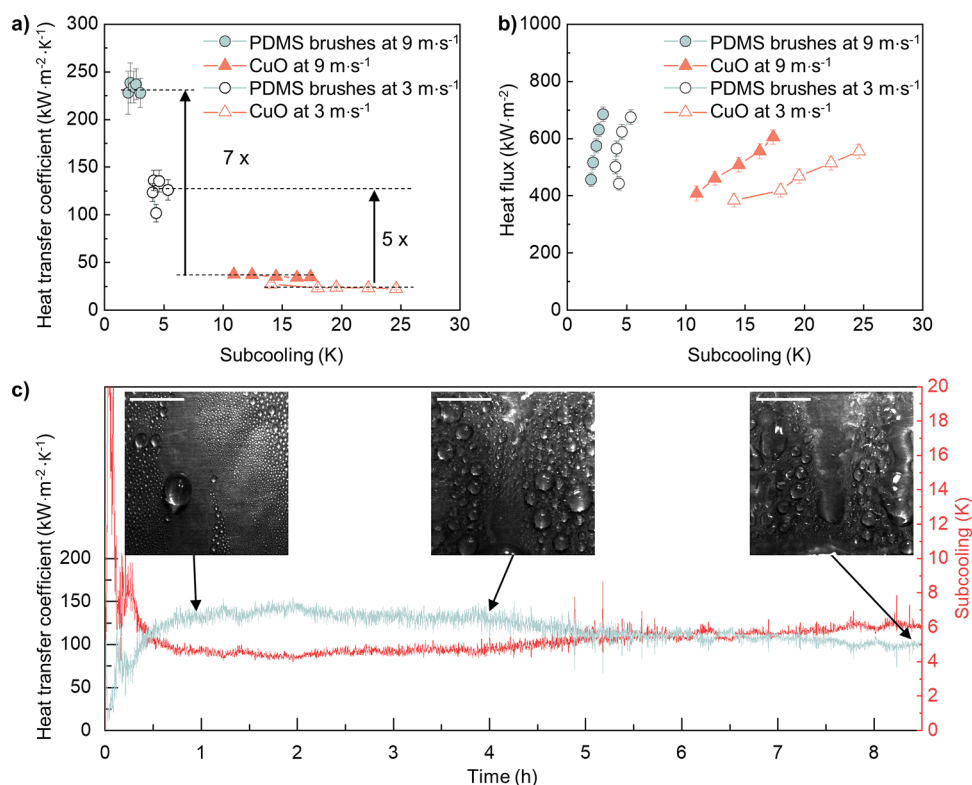 a)
Heat transfer coefficient (kW·m⁻²·K⁻¹)
300
250
200
150
100
50
0
PDMS brushes at 9 m·s⁻¹
CuO at 9 m·s⁻¹
PDMS brushes at 3 m·s⁻¹
CuO at 3 m·s⁻¹
7 x
5 x
0 5 10 15 20 25 30
Subcooling (K)
b)
Heat flux (kW·m⁻²)
1000
800
600
400
200
0
PDMS brushes at 9 m·s⁻¹
CuO at 9 m·s⁻¹
PDMS brushes at 3 m·s⁻¹
CuO at 3 m·s⁻¹
0 5 10 15 20 25 30
Subcooling (K)
c)
Heat transfer coefficient (kW·m⁻²·K⁻¹)
200
150
100
50
0
20
18
16
14
12
10
8
6
4
2
0
Subcooling (K)
0 1 2 3 4 5 6 7 8
Time (h)